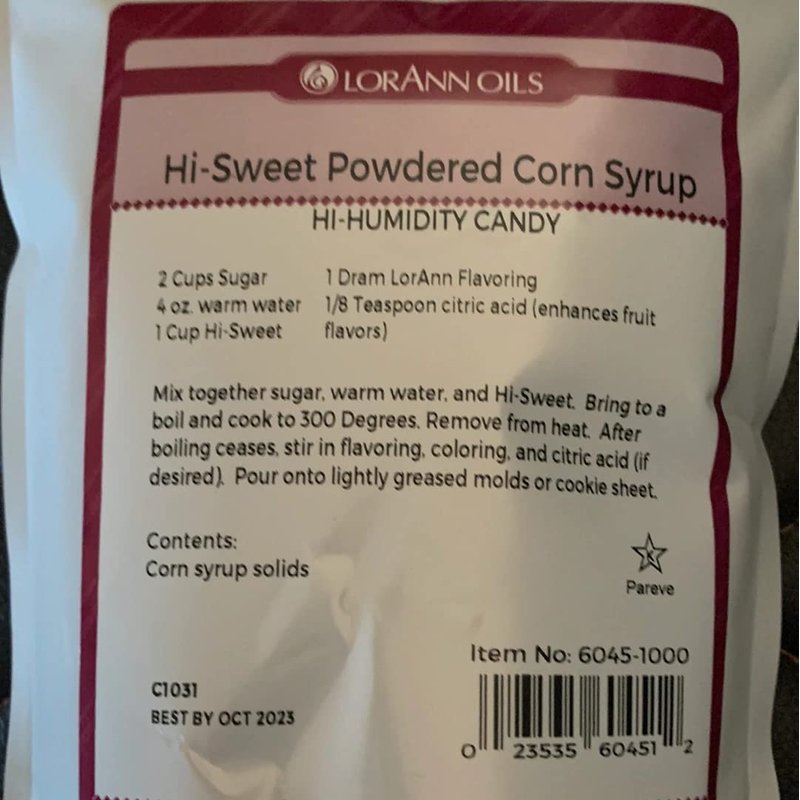 LORANN OILS
Hi-Sweet Powdered Corn Syrup
HI-HUMIDITY CANDY
2 Cups Sugar
4 oz. warm water
1 Cup Hi-Sweet
1 Dram LorAnn Flavoring
1/8 Teaspoon citric acid (enhances fruit
flavors)
Mix together sugar, warm water, and Hi-Sweet. Bring to a
boil and cook to 300 Degrees. Remove from heat. After
boiling ceases, stir in flavoring, coloring, and citric acid (if
desired). Pour onto lightly greased molds or cookie sheet.
Contents:
Corn syrup solids
K
Pareve
Item No: 6045-1000
C1031
BEST BY OCT 2023
0 23535 60451 2